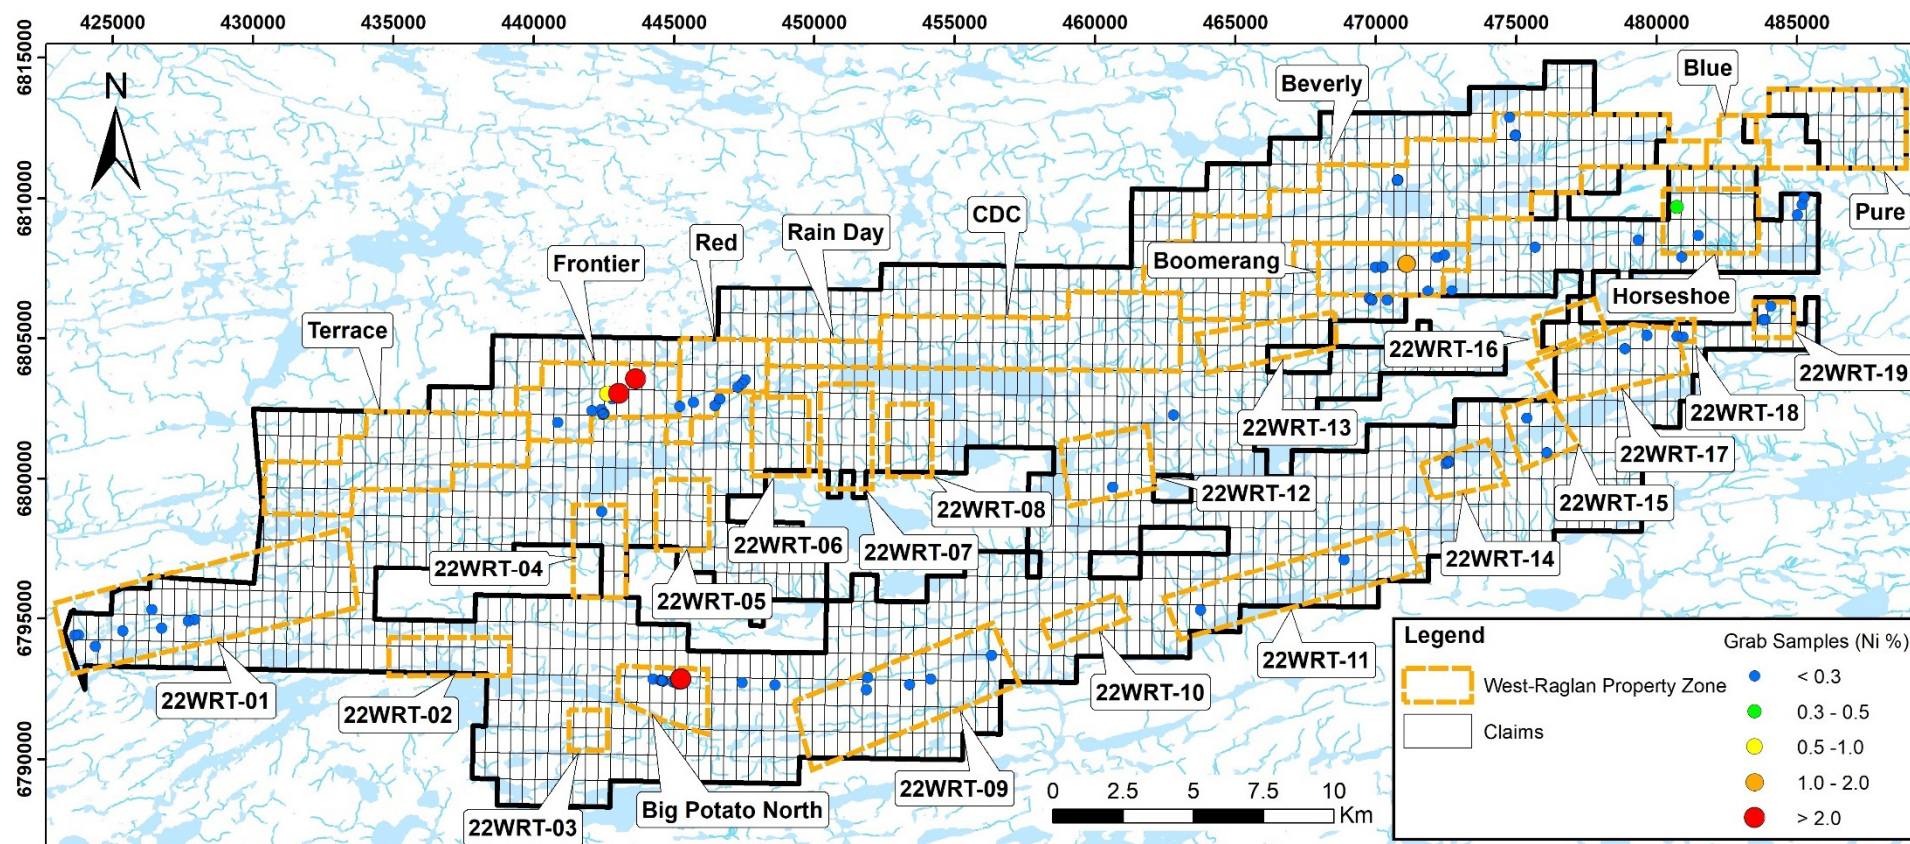 425000 430000 435000 440000 445000 450000 455000 460000 465000 470000 475000 480000 485000
6815000
6810000
6805000
6800000
6795000
6790000
N
Blue
Beverly
Pure
CDC
Rain Day
Red
Frontier
Boomerang
Horseshoe
Terrace
22WRT-16
22WRT-19
22WRT-18
22WRT-13
22WRT-17
22WRT-12
22WRT-15
22WRT-08
22WRT-06
22WRT-07
22WRT-14
22WRT-04
22WRT-05
22WRT-11
22WRT-10
22WRT-01
22WRT-02
22WRT-09
Big Potato North
22WRT-03
0 2.5 5 7.5 10
Km
Legend
West-Raglan Property Zone
Claims
Grab Samples (Ni %)
< 0.3
0.3 - 0.5
0.5 -1.0
1.0 - 2.0
> 2.0